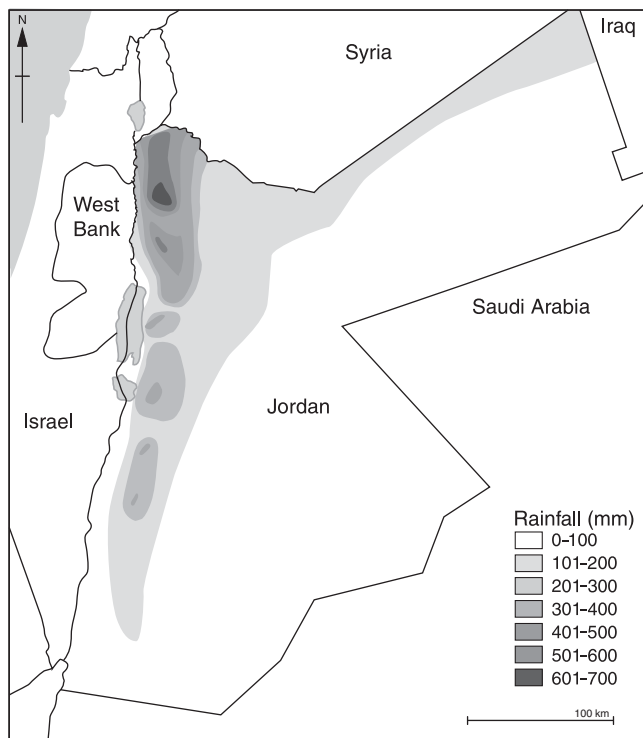 N
Iraq
Syria
West
Bank
Saudi Arabia
Jordan
Israel
Rainfall (mm)
0–100
101–200
201–300
301–400
401–500
501–600
601–700
100 km